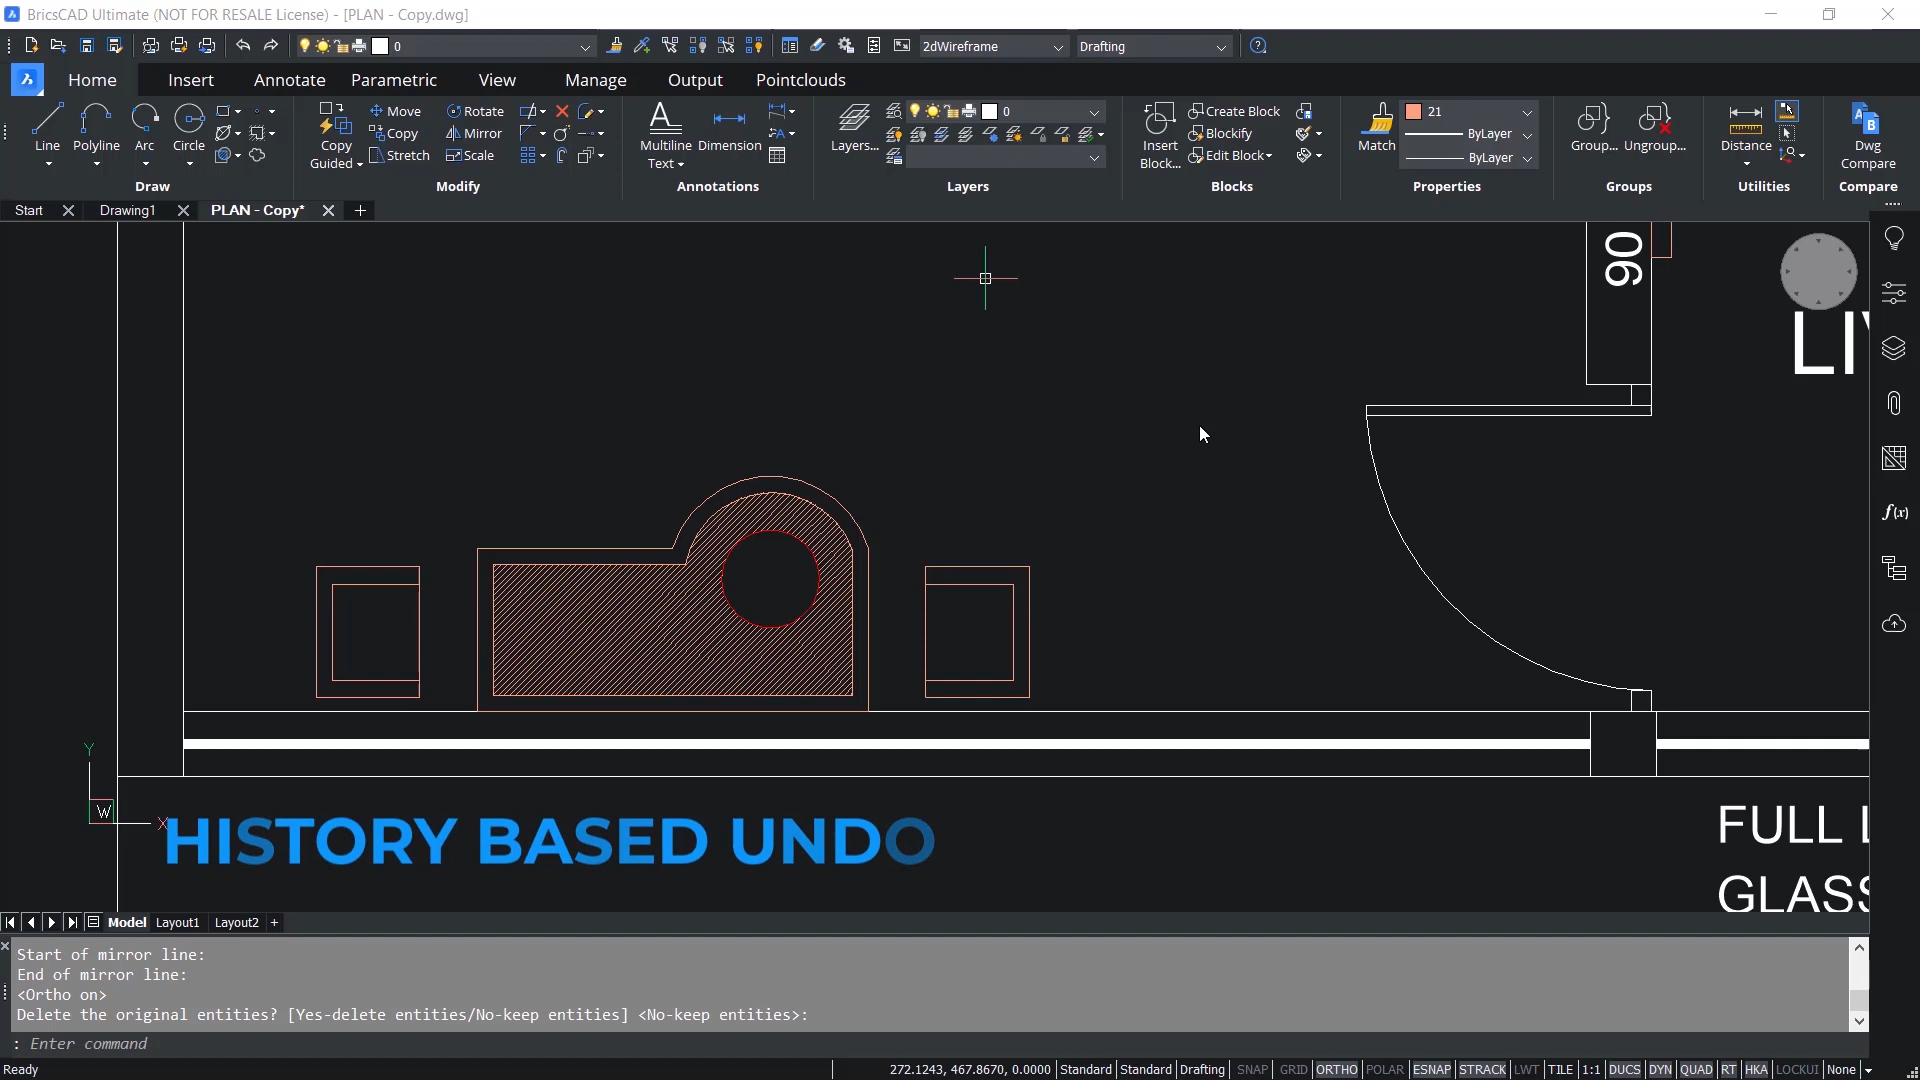 BricsCAD Ultimate (NOT FOR RESALE License) - [PLAN - Copy.dwg]
0
2dWireframe
Drafting
Home
Insert
Annotate
Parametric
View
Manage
Output
Pointclouds
Line
Polyline
Arc
Circle
Draw
Copy
Guided
Move
Copy
Stretch
Rotate
Mirror
Scale
Modify
Multiline
Text
Dimension
Annotations
Layers...
0
Layers
Insert
Block...
Create Block
Blockify
Edit Block
Blocks
Match
21
ByLayer
ByLayer
Properties
Group...
Ungroup...
Groups
Distance
Utilities
Dwg
Compare
Compare
Start
Drawing1
PLAN - Copy*
90
LIV
Y
W
X
HISTORY BASED UNDO
FULL L
GLASS
f(x)
Model
Layout1
Layout2
Start of mirror line:
End of mirror line:
<Ortho on>
Delete the original entities? [Yes-delete entities/No-keep entities] <No-keep entities>:
: Enter command
Ready
272.1243, 467.8670, 0.0000
Standard
Standard
Drafting
SNAP
GRID
ORTHO
POLAR
ESNAP
STRACK
LWT
TILE
1:1
DUCS
DYN
QUAD
RT
HKA
LOCKUI
None